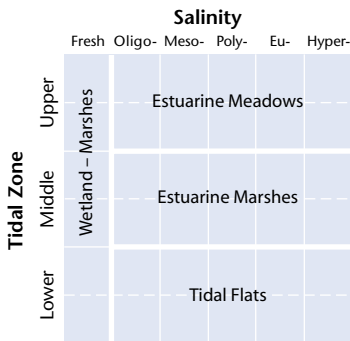 Salinity
Fresh Oligo- Meso- Poly- Eu- Hyper-
Tidal Zone
Upper
Middle
Lower
Wetland – Marshes
Estuarine Meadows
Estuarine Marshes
Tidal Flats